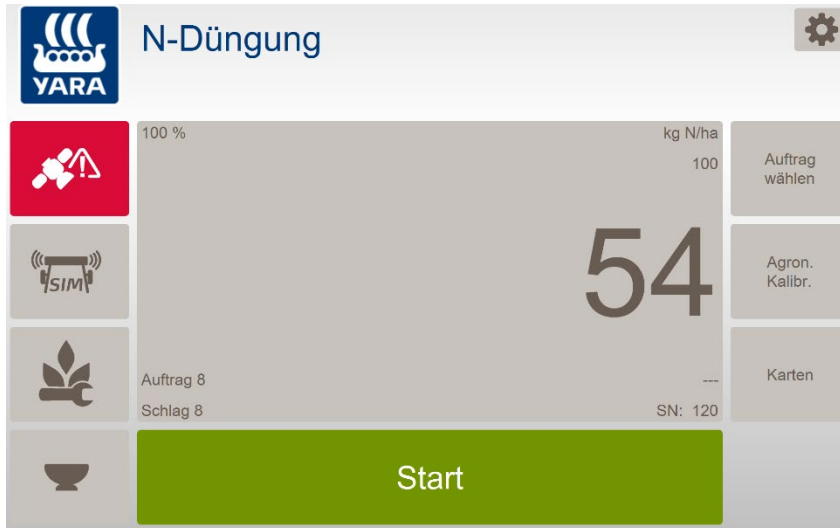 YARA
N-Düngung
100 %
kg N/ha
100
Auftrag
wählen
54
SIM
Agron.
Kalibr.
Auftrag 8
---
Karten
Schlag 8
SN: 120
Start